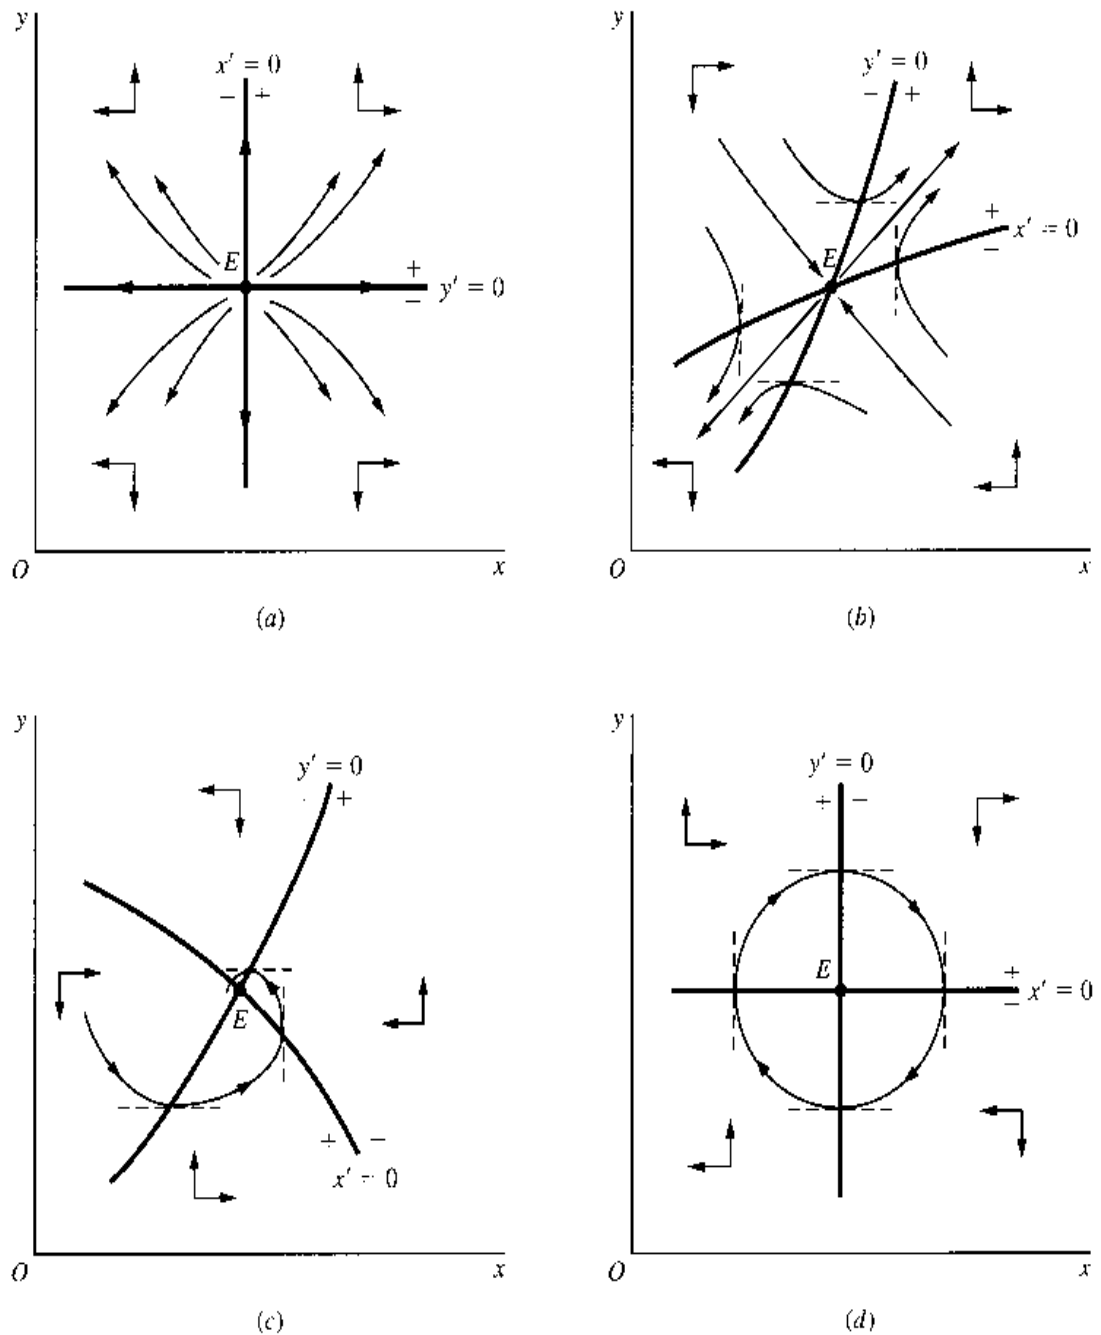 y
x′ = 0
− +
E
+
− y′ = 0
O x
(a)
y
y′ = 0
− +
+
− x′ = 0
E
O x
(b)
y
y′ = 0
+
E
+ −
x′ = 0
O x
(c)
y
y′ = 0
+ −
E
+
− x′ = 0
O x
(d)